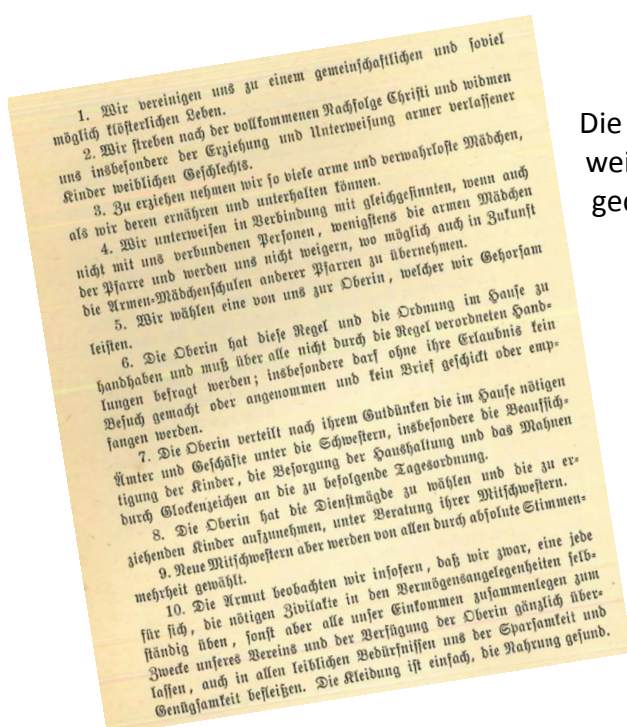 1. Wir vereinigen uns zu einem gemeinschaftlichen und soviel
möglich klösterlichen Leben.
2. Wir streben nach der vollkommenen Nachfolge Christi und widmen
uns insbesondere der Erziehung und Unterweisung armer verlassener
Kinder weiblichen Geschlechts.
3. Zu erziehen nehmen wir so viele arme und verwahrloste Mädchen,
als wir deren ernähren und unterhalten können.
4. Wir unterweisen in Verbindung mit gleichgesinnten, wenn auch
nicht mit uns verbundenen Personen, wenigstens die armen Mädchen
der Pfarre und werden uns nicht weigern, wo möglich auch in Zukunft
die Armen-Mädchenschulen anderer Pfarren zu übernehmen.
5. Wir wählen eine von uns zur Oberin, welcher wir Gehorsam
leisten.
6. Die Oberin hat diese Regel und die Ordnung im Hause zu
handhaben und muß über alle nicht durch die Regel verordneten Hand-
lungen befragt werden; insbesondere darf ohne ihre Erlaubnis kein
Besuch gemacht oder angenommen und kein Brief geschickt oder emp-
fangen werden.
7. Die Oberin verteilt nach ihrem Gutdünken die im Hause nötigen
Ämter und Geschäfte unter die Schwestern, insbesondere die Beaufsich-
tigung der Kinder, die Besorgung der Haushaltung und das Mahnen
durch Glockenzeichen an die zu befolgende Tagesordnung.
8. Die Oberin hat die Dienstmägde zu wählen und die zu er-
ziehenden Kinder aufzunehmen, unter Beratung ihrer Mitschwestern.
9. Neue Mitschwestern aber werden von allen durch absolute Stimmen-
mehrheit gewählt.
10. Die Armut beobachten wir insofern, daß wir zwar, eine jede
für sich, die nötigen Zivilakte in den Vermögensangelegenheiten selb-
ständig üben, sonst aber alle unser Einkommen zusammenlegen zum
Zwecke unseres Vereins und der Verfügung der Oberin gänzlich über-
lassen, auch in allen leiblichen Bedürfnissen uns der Sparsamkeit und
Genügsamkeit befleißen. Die Kleidung ist einfach, die Nahrung gesund.
Die
wei